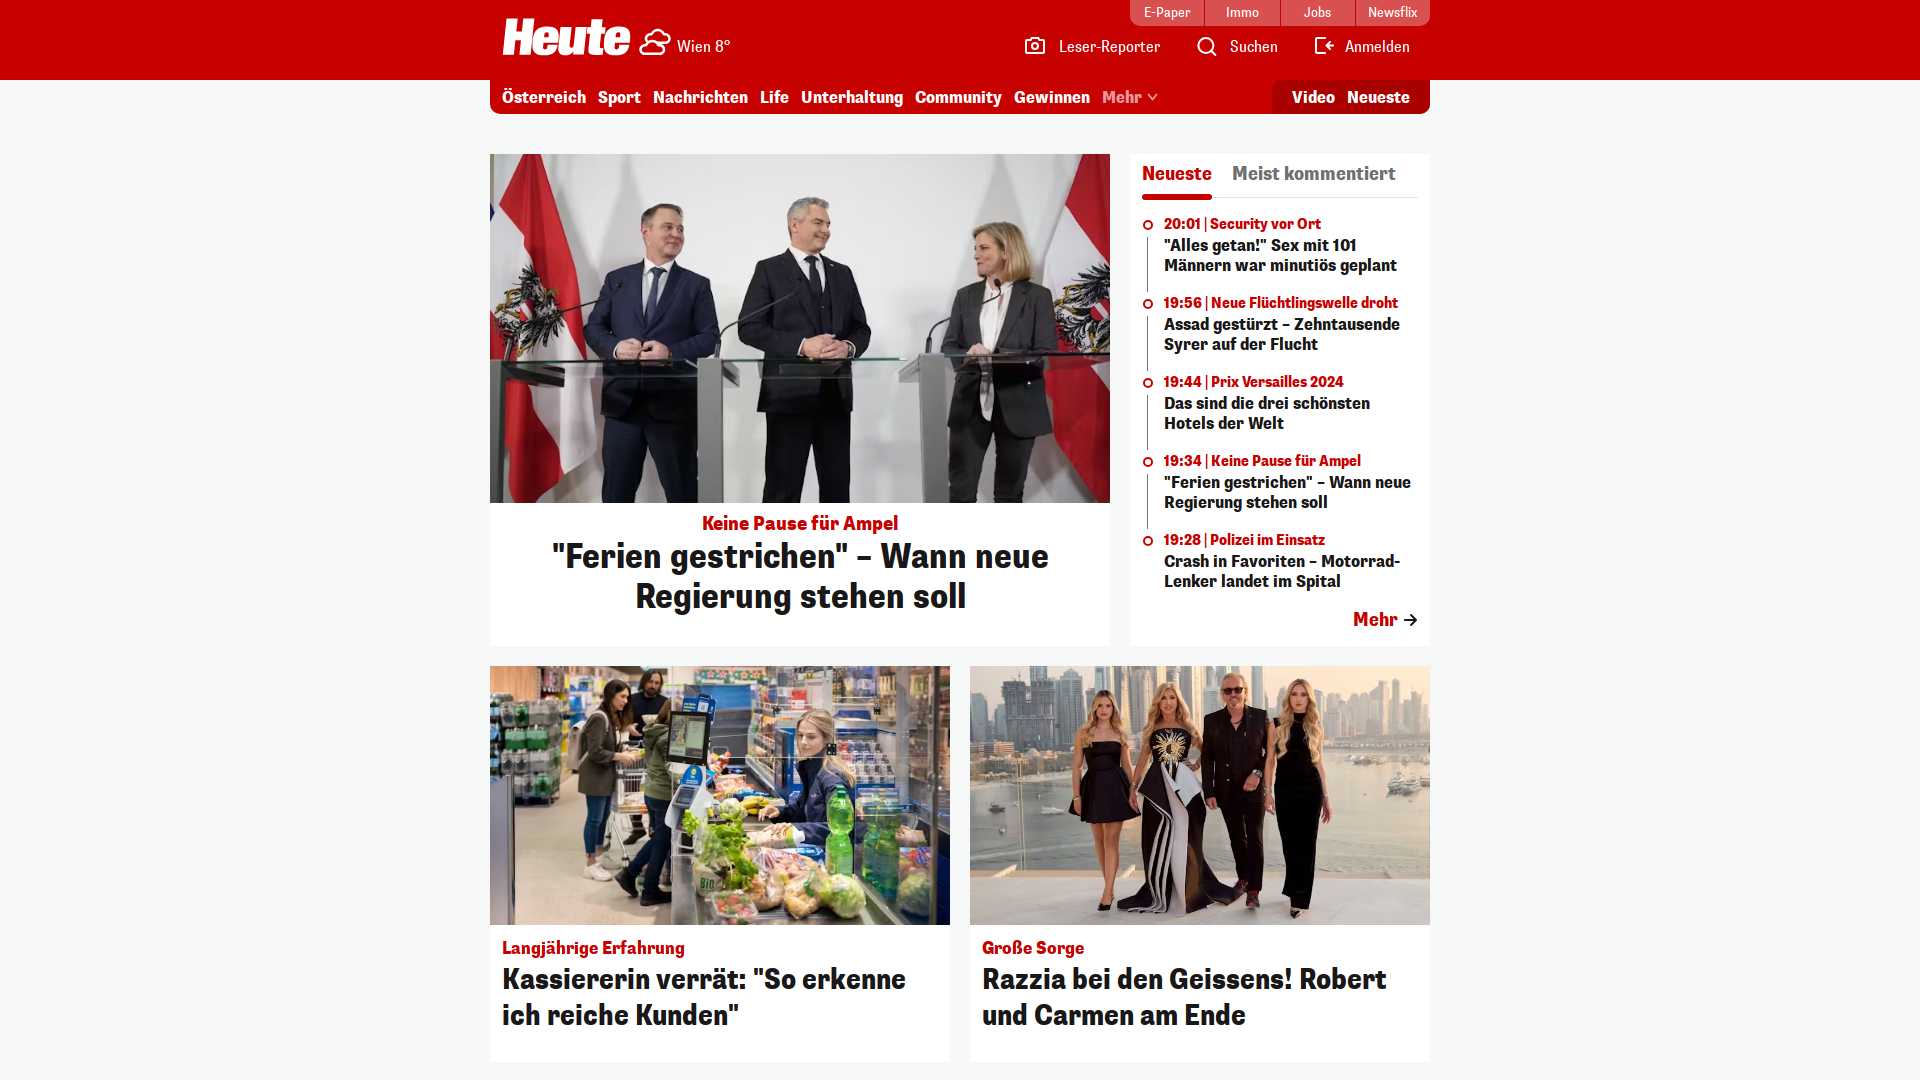 E-Paper
Immo
Jobs
Newsflix
Heute
Wien 8°
Leser-Reporter
Suchen
Anmelden
Österreich
Sport
Nachrichten
Life
Unterhaltung
Community
Gewinnen
Mehr
Video
Neueste
Keine Pause für Ampel
"Ferien gestrichen" – Wann neue
Regierung stehen soll
Neueste
Meist kommentiert
20:01 | Security vor Ort
"Alles getan!" Sex mit 101
Männern war minutiös geplant
19:56 | Neue Flüchtlingswelle droht
Assad gestürzt – Zehntausende
Syrer auf der Flucht
19:44 | Prix Versailles 2024
Das sind die drei schönsten
Hotels der Welt
19:34 | Keine Pause für Ampel
"Ferien gestrichen" – Wann neue
Regierung stehen soll
19:28 | Polizei im Einsatz
Crash in Favoriten – Motorrad-
Lenker landet im Spital
Mehr
BIO
Langjährige Erfahrung
Kassiererin verrät: "So erkenne
ich reiche Kunden"
Große Sorge
Razzia bei den Geissens! Robert
und Carmen am Ende